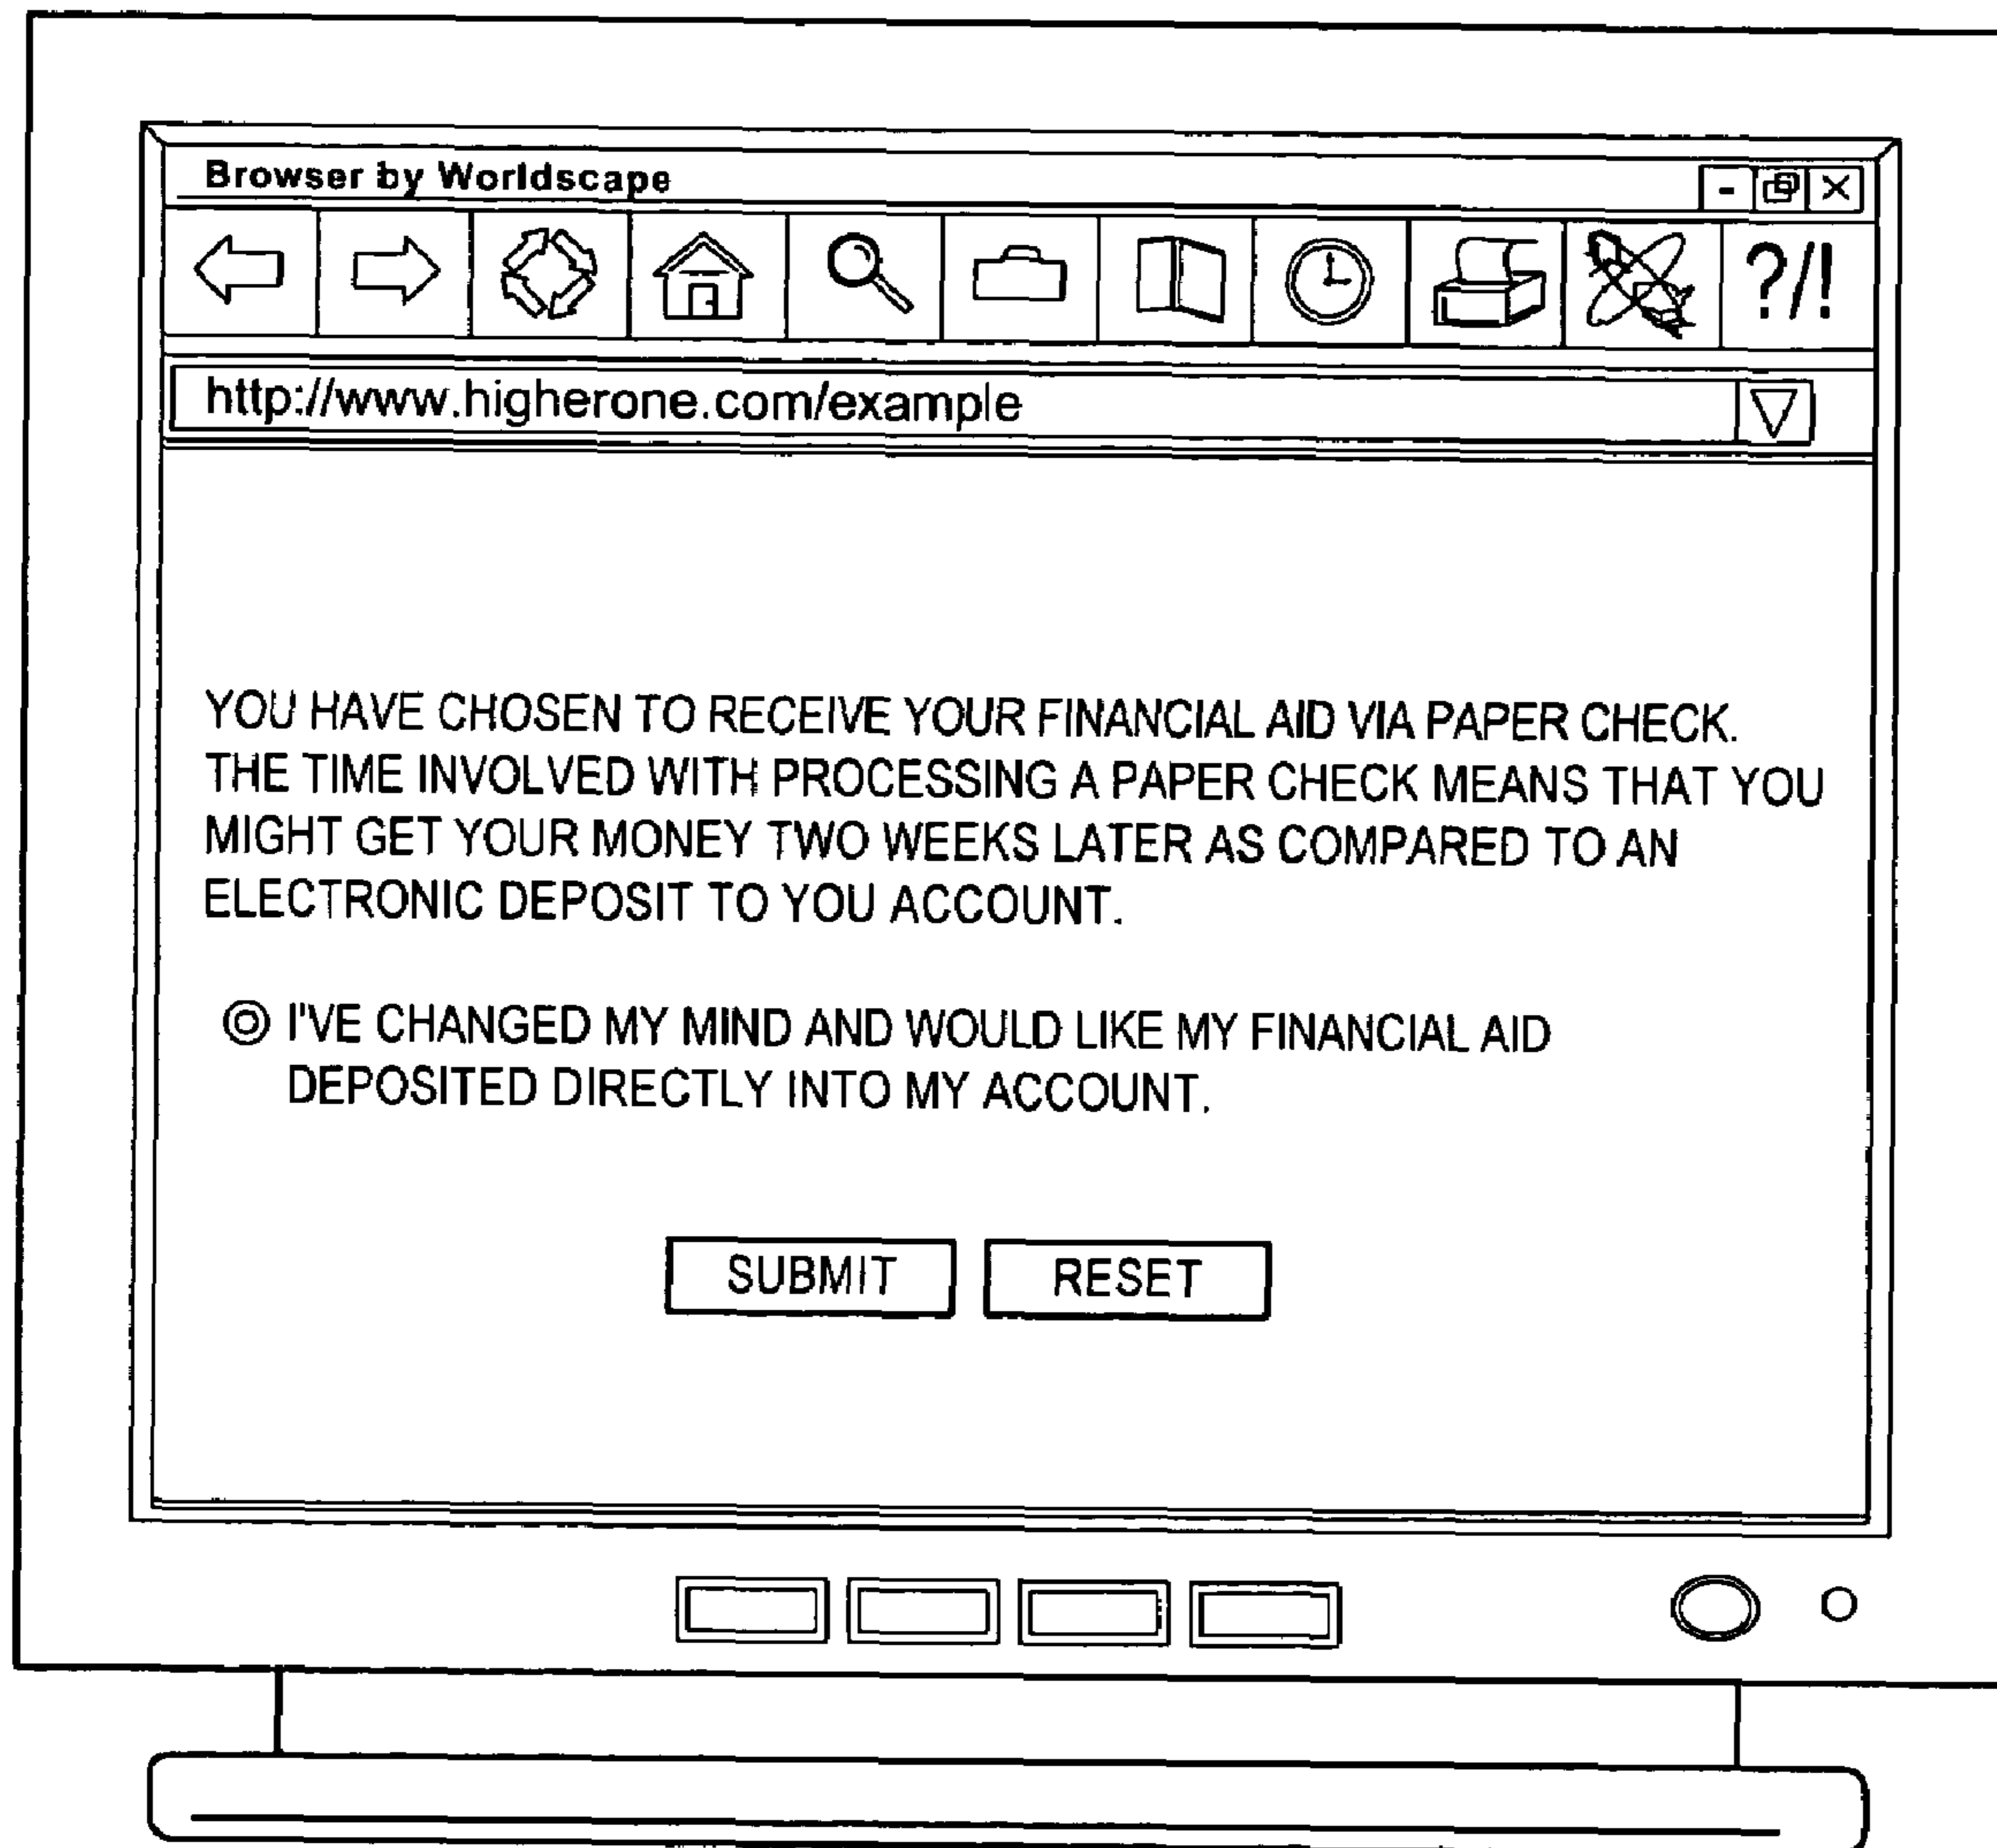 Browser by Worldscape
?/!
http://www.higherone.com/example
YOU HAVE CHOSEN TO RECEIVE YOUR FINANCIAL AID VIA PAPER CHECK.
THE TIME INVOLVED WITH PROCESSING A PAPER CHECK MEANS THAT YOU
MIGHT GET YOUR MONEY TWO WEEKS LATER AS COMPARED TO AN
ELECTRONIC DEPOSIT TO YOU ACCOUNT.
I'VE CHANGED MY MIND AND WOULD LIKE MY FINANCIAL AID
DEPOSITED DIRECTLY INTO MY ACCOUNT.
SUBMIT RESET